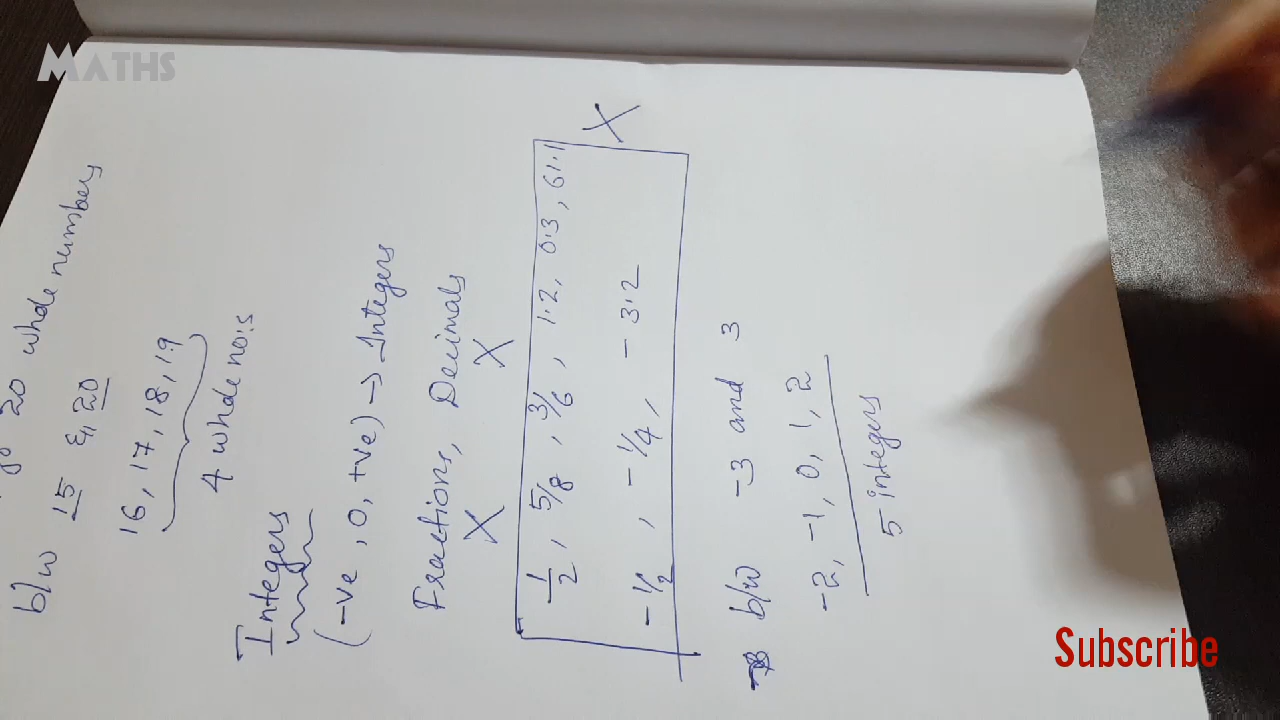 MATHS
20 whole numbers
b/w 15 & 20
16, 17, 18, 19
4 whole no:s
Integers
(-ve, 0, +ve) → Integers
Fractions, Decimals
X X
1/2, 5/8, 3/6, 1.2, 0.3, 61.1
X
-1/2, -1/4, -3.2
b/w -3 and 3
-2, -1, 0, 1, 2
5 integers
Subscribe